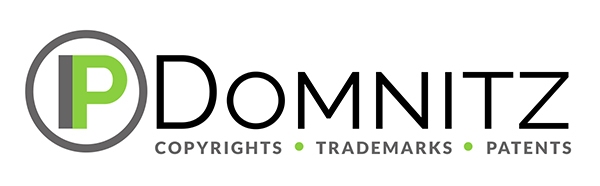 IP DOMNITZ
COPYRIGHTS • TRADEMARKS • PATENTS